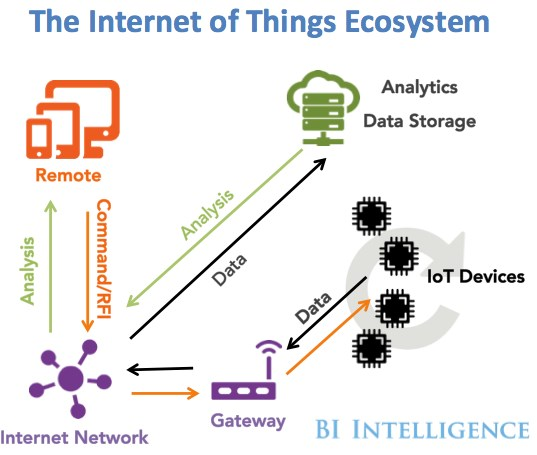 The Internet of Things Ecosystem
Analytics
Data Storage
Remote
Analysis
Command/RFI
Analysis
Data
IoT Devices
Data
Gateway
Internet Network
BI INTELLIGENCE